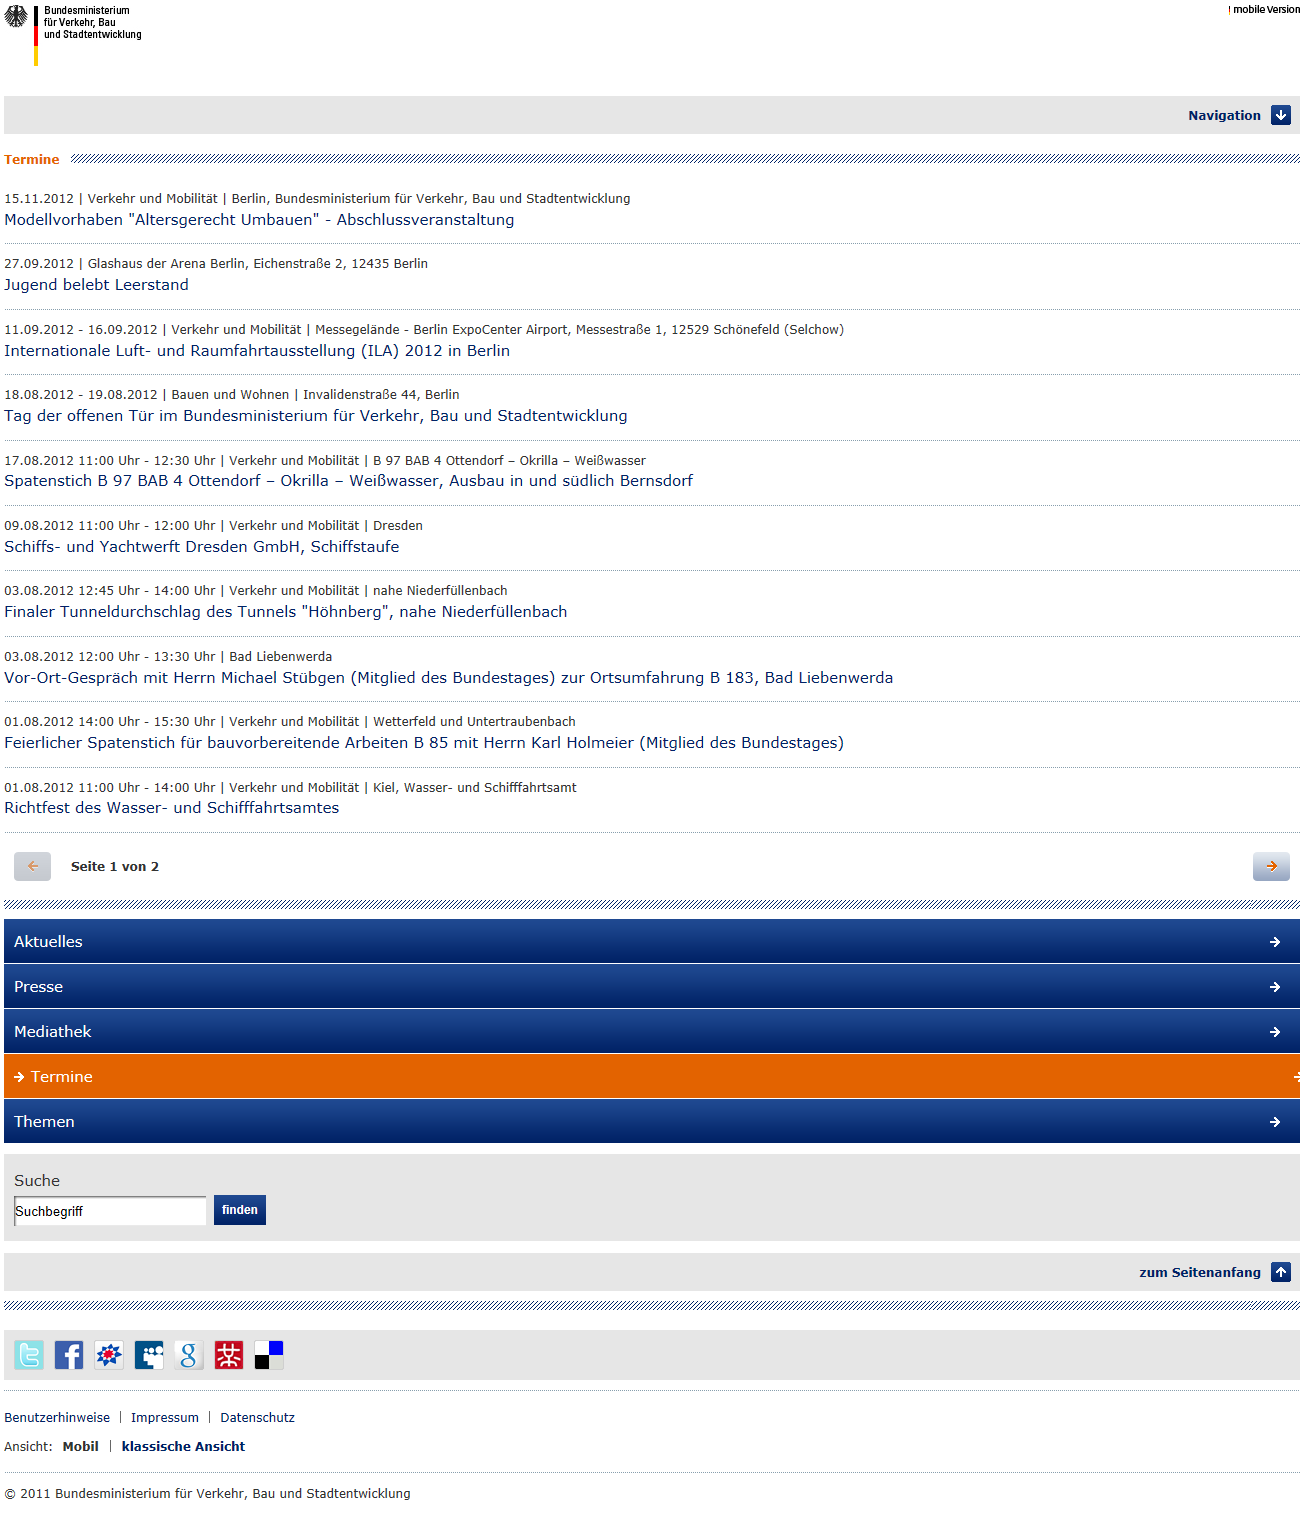 Bundesministerium
für Verkehr, Bau
und Stadtentwicklung
| mobile Version
Navigation
Termine
15.11.2012 | Verkehr und Mobilität | Berlin, Bundesministerium für Verkehr, Bau und Stadtentwicklung
Modellvorhaben "Altersgerecht Umbauen" - Abschlussveranstaltung
27.09.2012 | Glashaus der Arena Berlin, Eichenstraße 2, 12435 Berlin
Jugend belebt Leerstand
11.09.2012 - 16.09.2012 | Verkehr und Mobilität | Messegelände - Berlin ExpoCenter Airport, Messestraße 1, 12529 Schönefeld (Selchow)
Internationale Luft- und Raumfahrtausstellung (ILA) 2012 in Berlin
18.08.2012 - 19.08.2012 | Bauen und Wohnen | Invalidenstraße 44, Berlin
Tag der offenen Tür im Bundesministerium für Verkehr, Bau und Stadtentwicklung
17.08.2012 11:00 Uhr - 12:30 Uhr | Verkehr und Mobilität | B 97 BAB 4 Ottendorf – Okrilla – Weißwasser
Spatenstich B 97 BAB 4 Ottendorf – Okrilla – Weißwasser, Ausbau in und südlich Bernsdorf
09.08.2012 11:00 Uhr - 12:00 Uhr | Verkehr und Mobilität | Dresden
Schiffs- und Yachtwerft Dresden GmbH, Schiffstaufe
03.08.2012 12:45 Uhr - 14:00 Uhr | Verkehr und Mobilität | nahe Niederfüllenbach
Finaler Tunneldurchschlag des Tunnels "Höhnberg", nahe Niederfüllenbach
03.08.2012 12:00 Uhr - 13:30 Uhr | Bad Liebenwerda
Vor-Ort-Gespräch mit Herrn Michael Stübgen (Mitglied des Bundestages) zur Ortsumfahrung B 183, Bad Liebenwerda
01.08.2012 14:00 Uhr - 15:30 Uhr | Verkehr und Mobilität | Wetterfeld und Untertraubenbach
Feierlicher Spatenstich für bauvorbereitende Arbeiten B 85 mit Herrn Karl Holmeier (Mitglied des Bundestages)
01.08.2012 11:00 Uhr - 14:00 Uhr | Verkehr und Mobilität | Kiel, Wasser- und Schifffahrtsamt
Richtfest des Wasser- und Schifffahrtsamtes
Seite 1 von 2
Aktuelles
Presse
Mediathek
Termine
Themen
Suche
Suchbegriff finden
zum Seitenanfang
Benutzerhinweise | Impressum | Datenschutz
Ansicht: Mobil | klassische Ansicht
© 2011 Bundesministerium für Verkehr, Bau und Stadtentwicklung